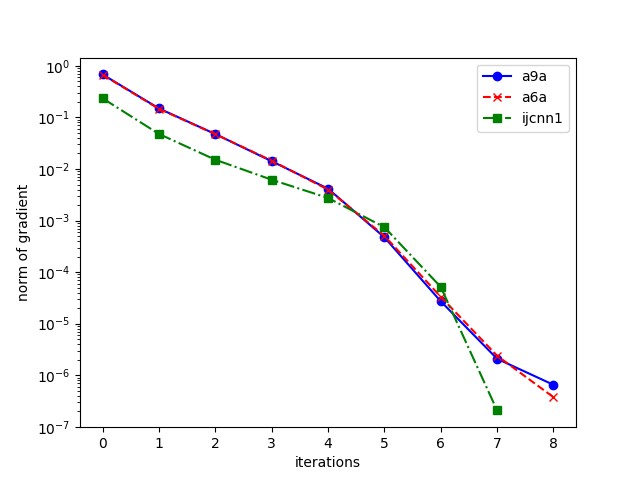 a9a
a6a
ijcnn1
10⁰
10⁻¹
10⁻²
10⁻³
10⁻⁴
10⁻⁵
10⁻⁶
10⁻⁷
norm of gradient
0 1 2 3 4 5 6 7 8
iterations